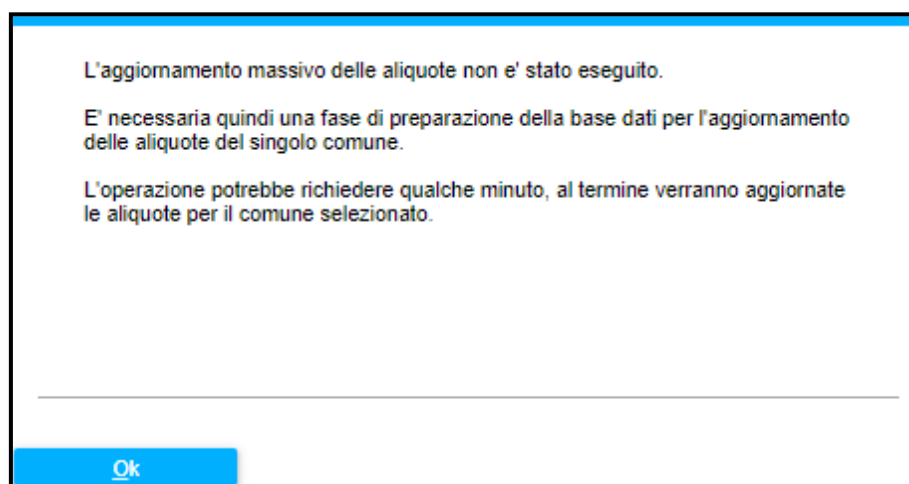 L'aggiornamento massivo delle aliquote non e' stato eseguito.
E' necessaria quindi una fase di preparazione della base dati per l'aggiornamento
delle aliquote del singolo comune.
L'operazione potrebbe richiedere qualche minuto, al termine verranno aggiornate
le aliquote per il comune selezionato.
Ok